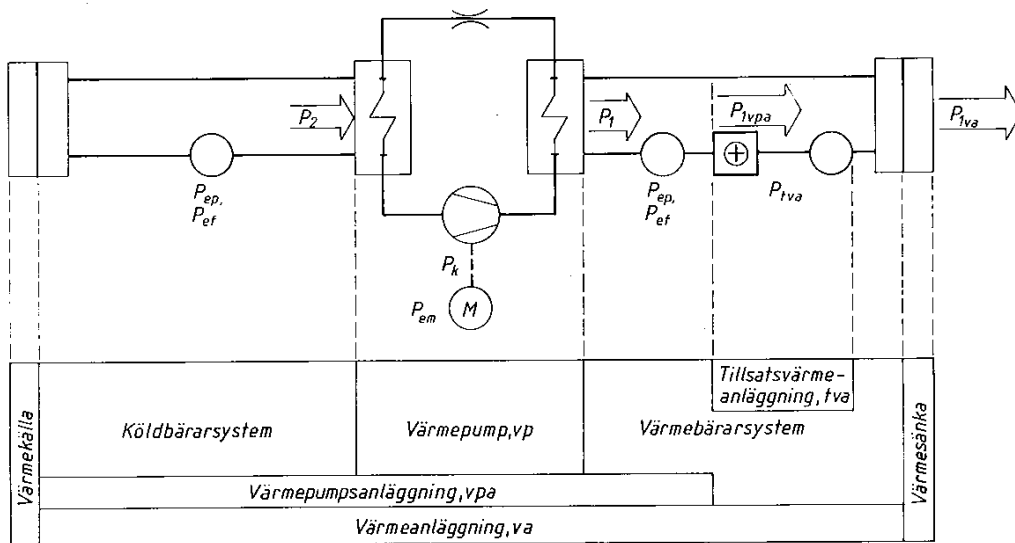 P2
P1
P1vpa
P1va
Pep,
Pef
Pep,
Pef
Ptva
Pk
Pem
M
Värmekälla
Köldbärarsystem
Värmepump, vp
Värmebärarsystem
Tillsatsvärme-
anläggning, tva
Värmesänka
Värmepumpsanläggning, vpa
Värmeanläggning, va